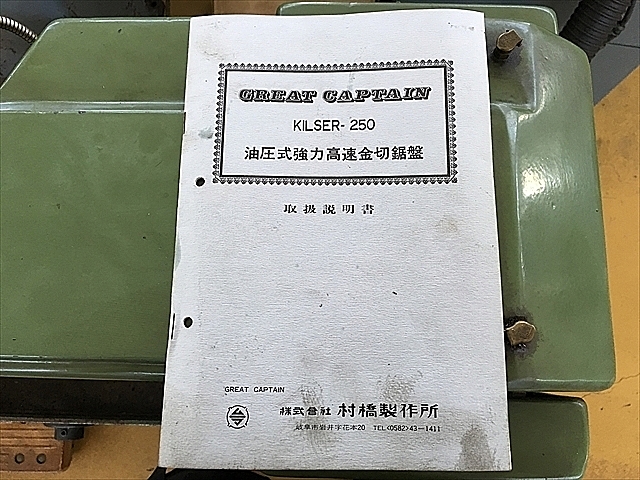 GREAT CAPTAIN
KILSER-250
油圧式強力高速金切鋸盤
取扱説明書
GREAT CAPTAIN
株式会社 村橋製作所
岐阜市岩井字花本20 TEL<0582>43-1411